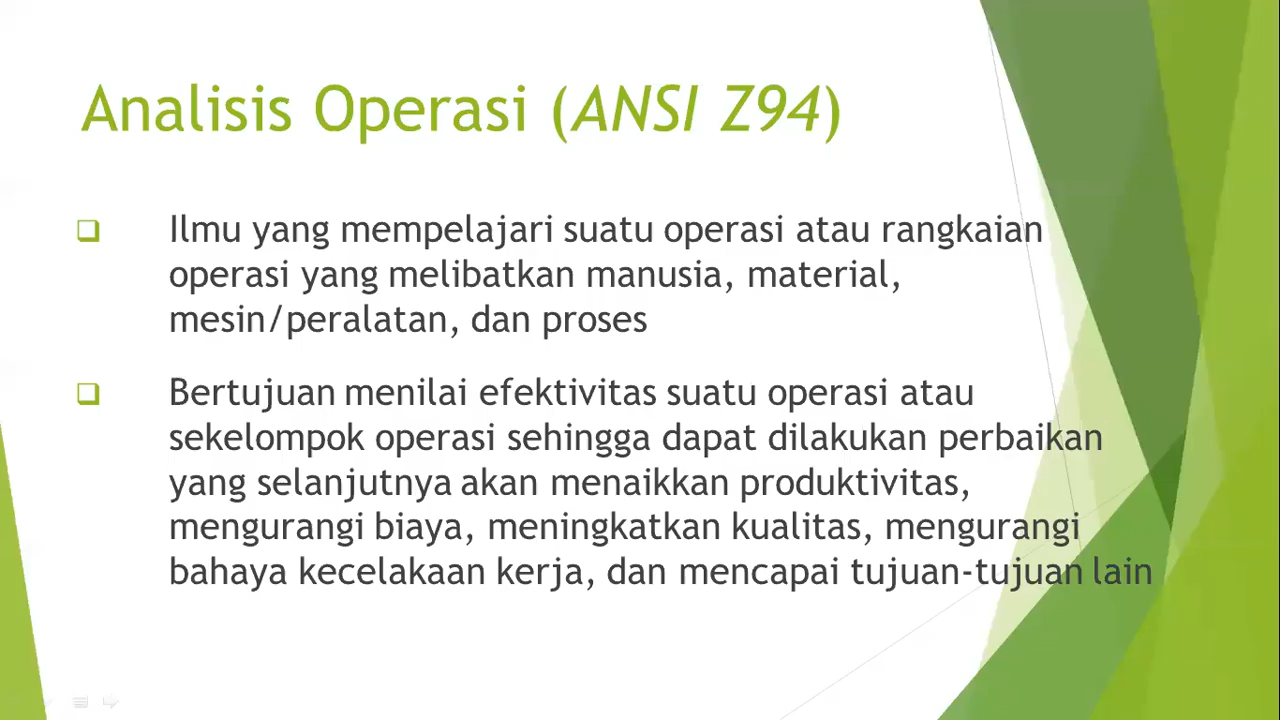 Analisis Operasi (ANSI Z94)
Ilmu yang mempelajari suatu operasi atau rangkaian
operasi yang melibatkan manusia, material,
mesin/peralatan, dan proses
Bertujuan menilai efektivitas suatu operasi atau
sekelompok operasi sehingga dapat dilakukan perbaikan
yang selanjutnya akan menaikkan produktivitas,
mengurangi biaya, meningkatkan kualitas, mengurangi
bahaya kecelakaan kerja, dan mencapai tujuan-tujuan lain